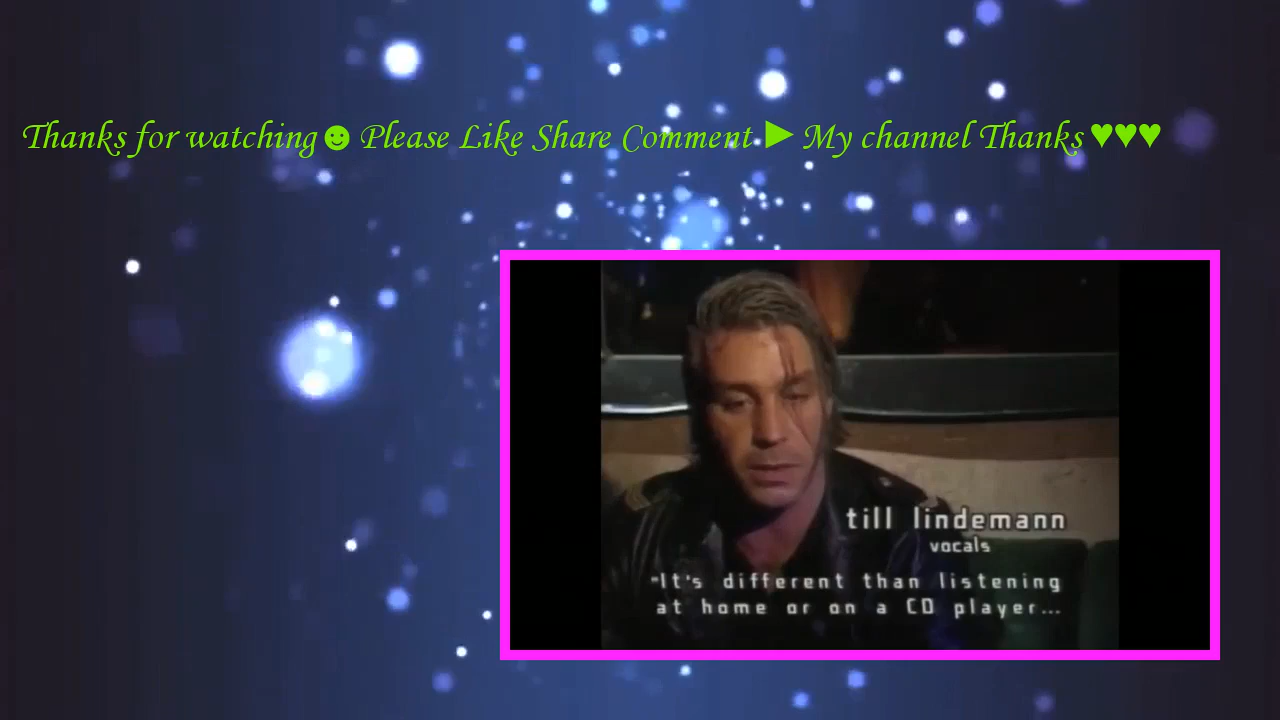 Thanks for watching☻Please Like Share Comment ► My channel Thanks ♥♥♥
till lindemann
vocals
"It's different than listening
at home or on a CD player...